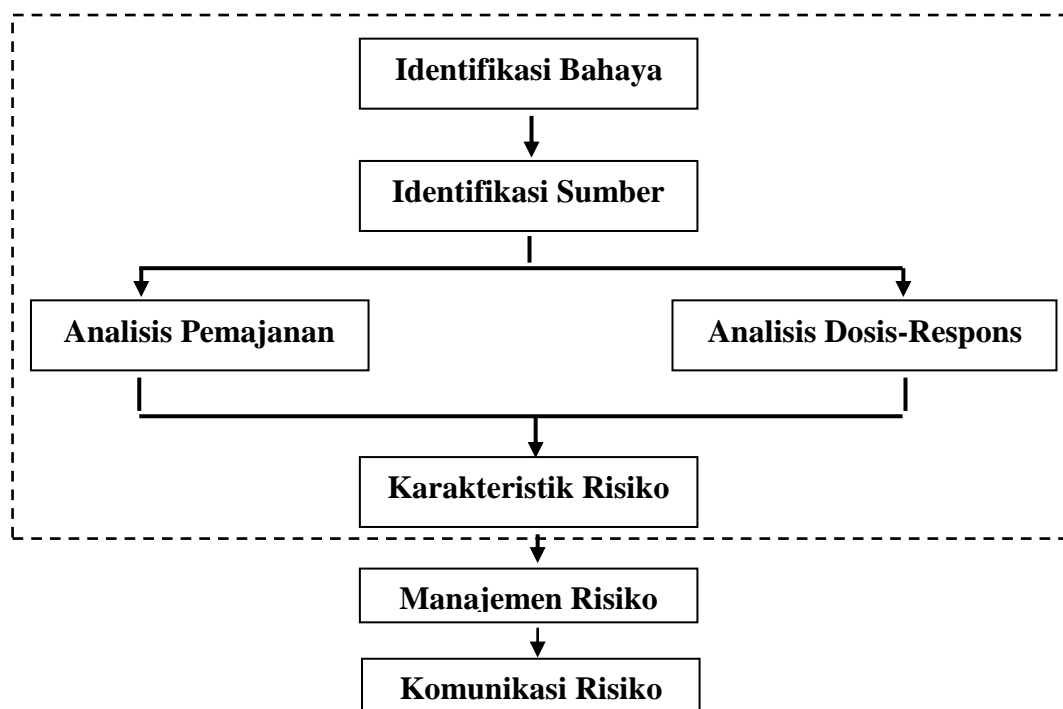 Identifikasi Bahaya
Identifikasi Sumber
Analisis Pemajanan
Analisis Dosis-Respons
Karakteristik Risiko
Manajemen Risiko
Komunikasi Risiko